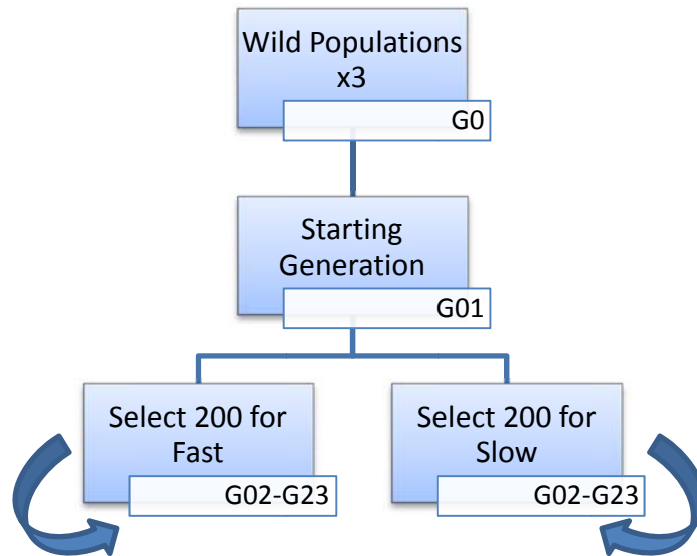 Wild Populations
x3
G0
Starting
Generation
G01
Select 200 for
Fast
G02-G23
Select 200 for
Slow
G02-G23